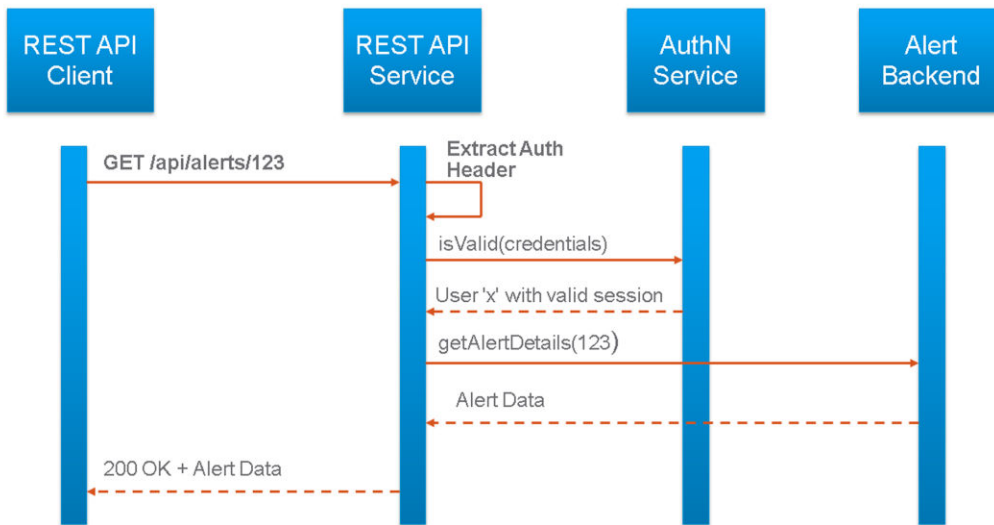 REST API
Client
REST API
Service
AuthN
Service
Alert
Backend
GET /api/alerts/123
Extract Auth
Header
isValid(credentials)
User 'x' with valid session
getAlertDetails(123)
Alert Data
200 OK + Alert Data